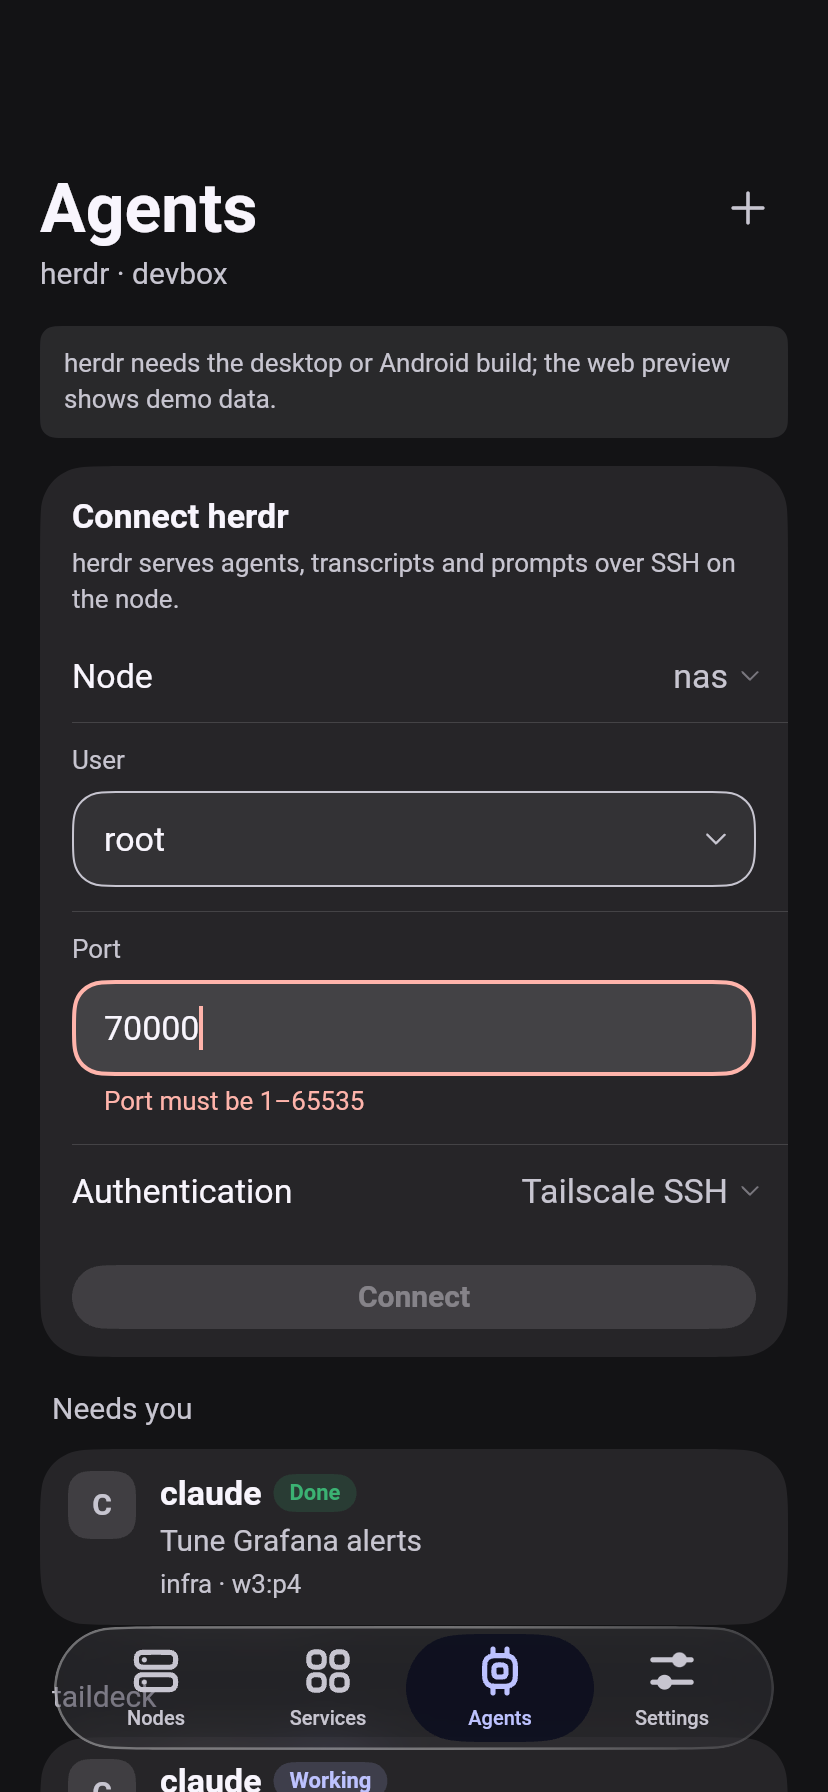 Agents
herdr · devbox
herdr needs the desktop or Android build; the web preview
shows demo data.
Connect herdr
herdr serves agents, transcripts and prompts over SSH on
the node.
Node nas
User
root
Port
70000
Port must be 1–65535
Authentication Tailscale SSH
Connect
Needs you
C claude Done
Tune Grafana alerts
infra · w3:p4
taildeck
Nodes Services Agents Settings
C claude Working